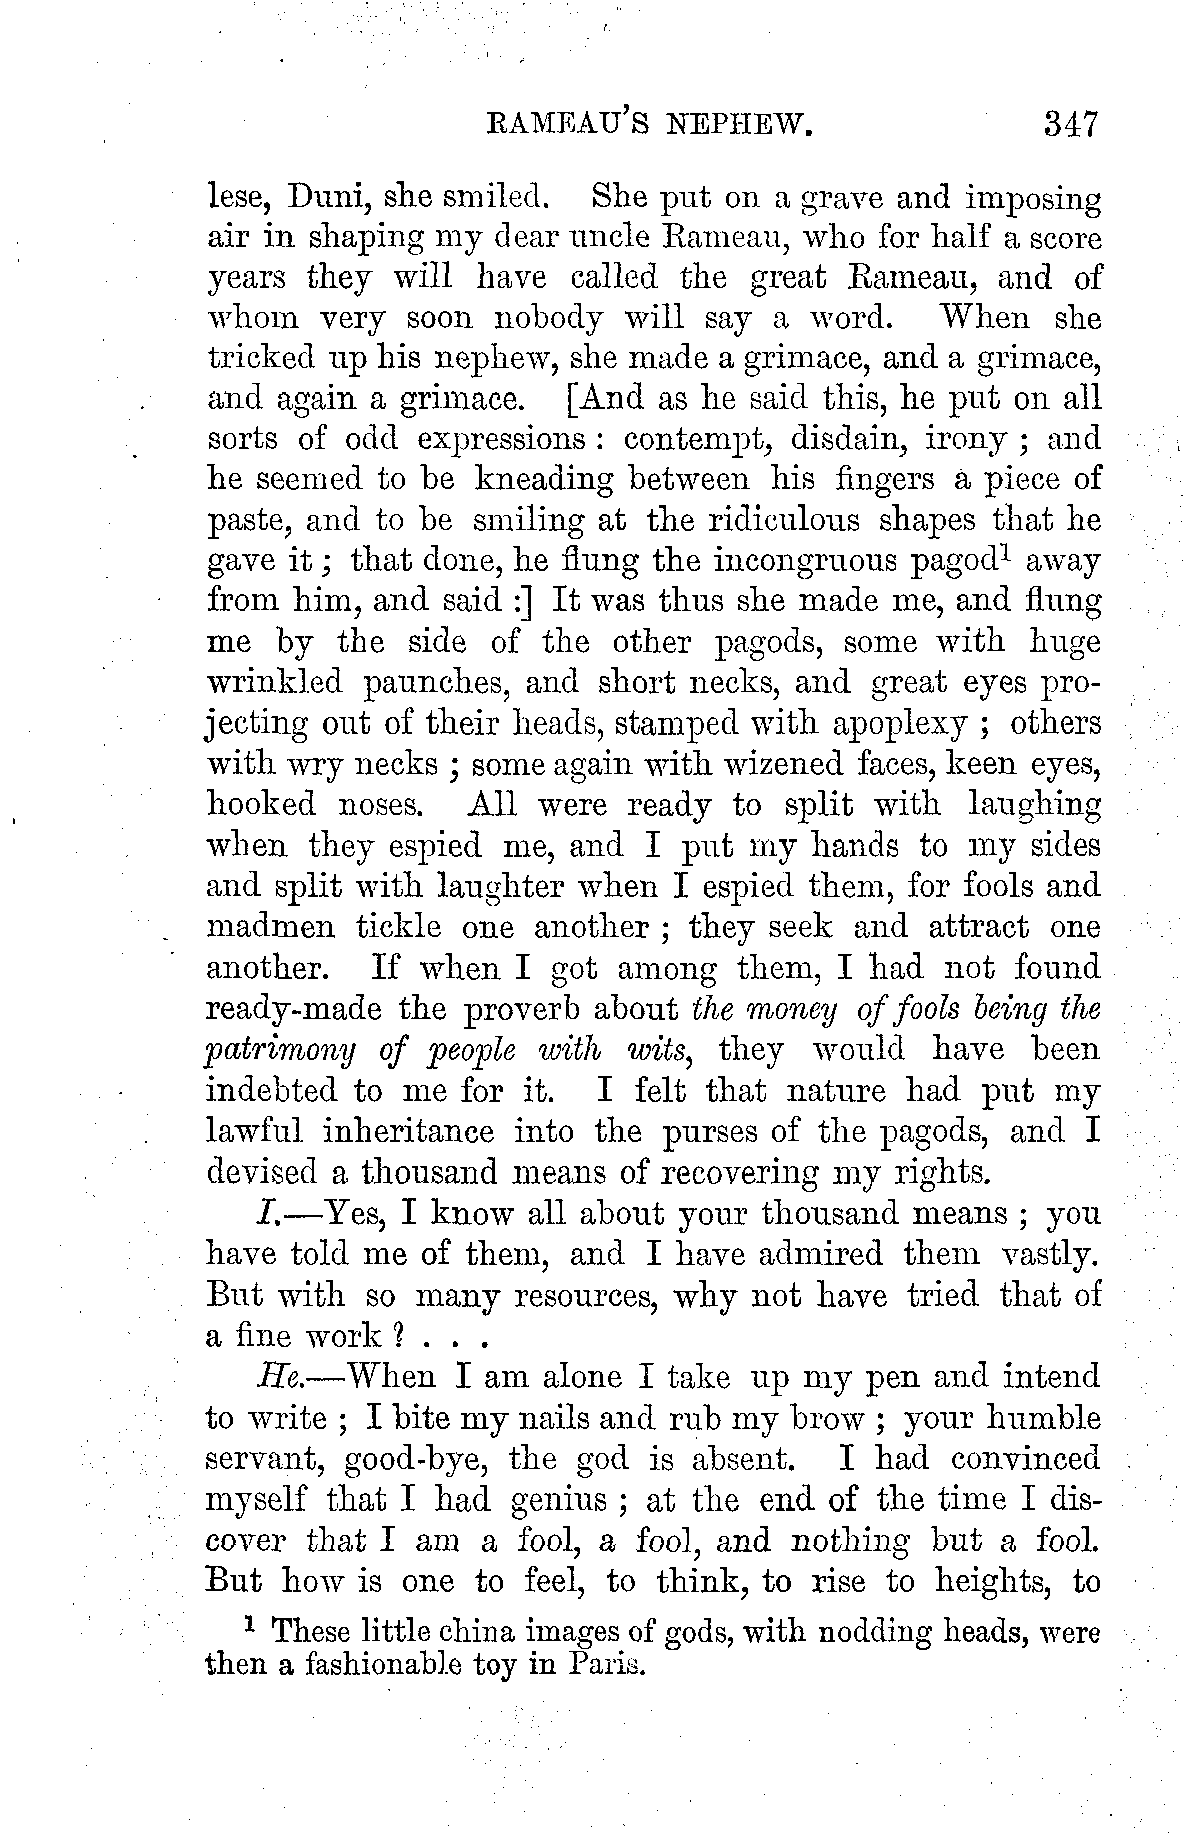 RAMEAU'S NEPHEW. 347
lese, Duni, she smiled. She put on a grave and imposing
air in shaping my dear uncle Rameau, who for half a score
years they will have called the great Rameau, and of
whom very soon nobody will say a word. When she
tricked up his nephew, she made a grimace, and a grimace,
and again a grimace. [And as he said this, he put on all
sorts of odd expressions : contempt, disdain, irony ; and
he seemed to be kneading between his fingers a piece of
paste, and to be smiling at the ridiculous shapes that he
gave it ; that done, he flung the incongruous pagod¹ away
from him, and said :] It was thus she made me, and flung
me by the side of the other pagods, some with huge
wrinkled paunches, and short necks, and great eyes pro-
jecting out of their heads, stamped with apoplexy ; others
with wry necks ; some again with wizened faces, keen eyes,
hooked noses. All were ready to split with laughing
when they espied me, and I put my hands to my sides
and split with laughter when I espied them, for fools and
madmen tickle one another ; they seek and attract one
another. If when I got among them, I had not found
ready-made the proverb about the money of fools being the
patrimony of people with wits, they would have been
indebted to me for it. I felt that nature had put my
lawful inheritance into the purses of the pagods, and I
devised a thousand means of recovering my rights.
I.—Yes, I know all about your thousand means ; you
have told me of them, and I have admired them vastly.
But with so many resources, why not have tried that of
a fine work ? . . .
He.—When I am alone I take up my pen and intend
to write ; I bite my nails and rub my brow ; your humble
servant, good-bye, the god is absent. I had convinced
myself that I had genius ; at the end of the time I dis-
cover that I am a fool, a fool, and nothing but a fool.
But how is one to feel, to think, to rise to heights, to
¹ These little china images of gods, with nodding heads, were
then a fashionable toy in Paris.